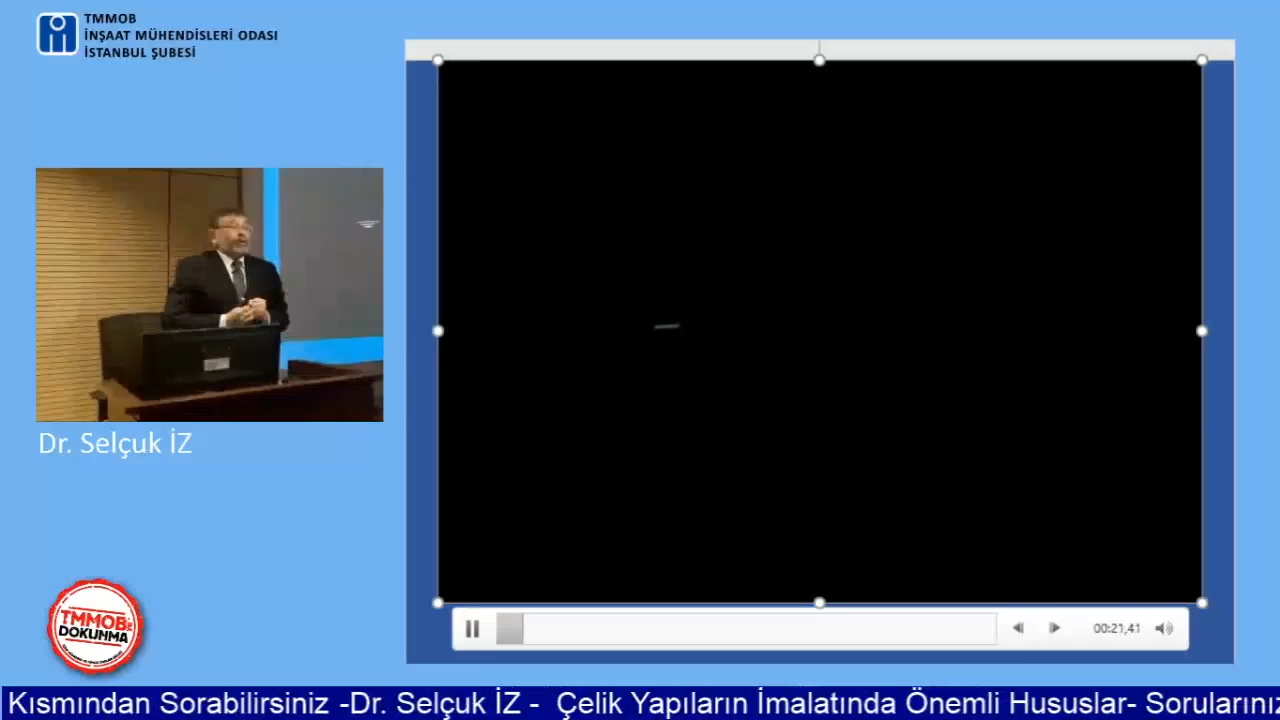 TMMOB
İNŞAAT MÜHENDİSLERİ ODASI
İSTANBUL ŞUBESİ
Dr. Selçuk İZ
TMMOB'ye
DOKUNMA
00:21,41
Kısmından Sorabilirsiniz -Dr. Selçuk İZ - Çelik Yapıların İmalatında Önemli Hususlar- Sorularınız